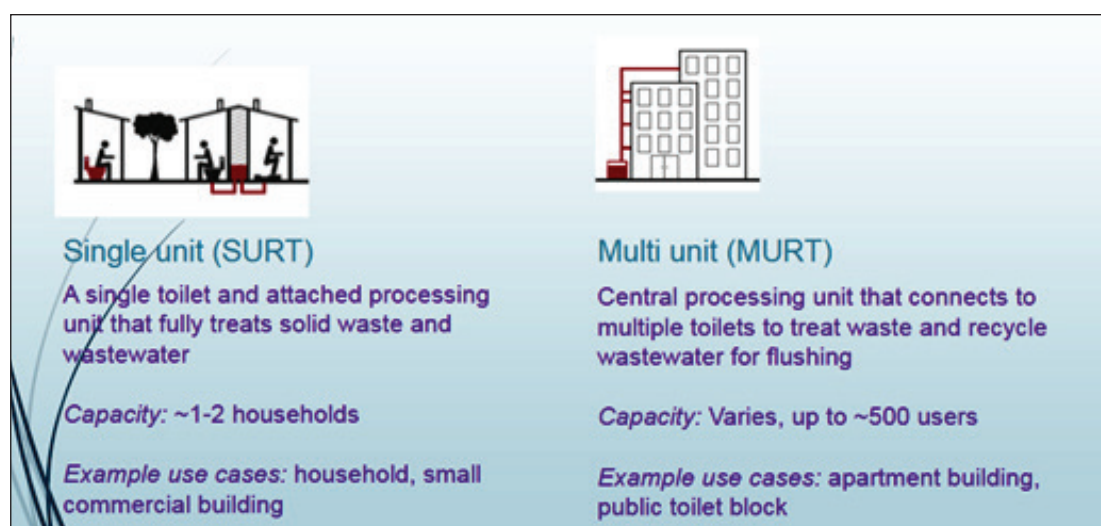 Single unit (SURT)
A single toilet and attached processing
unit that fully treats solid waste and
wastewater
Capacity: ~1-2 households
Example use cases: household, small
commercial building
Multi unit (MURT)
Central processing unit that connects to
multiple toilets to treat waste and recycle
wastewater for flushing
Capacity: Varies, up to ~500 users
Example use cases: apartment building,
public toilet block